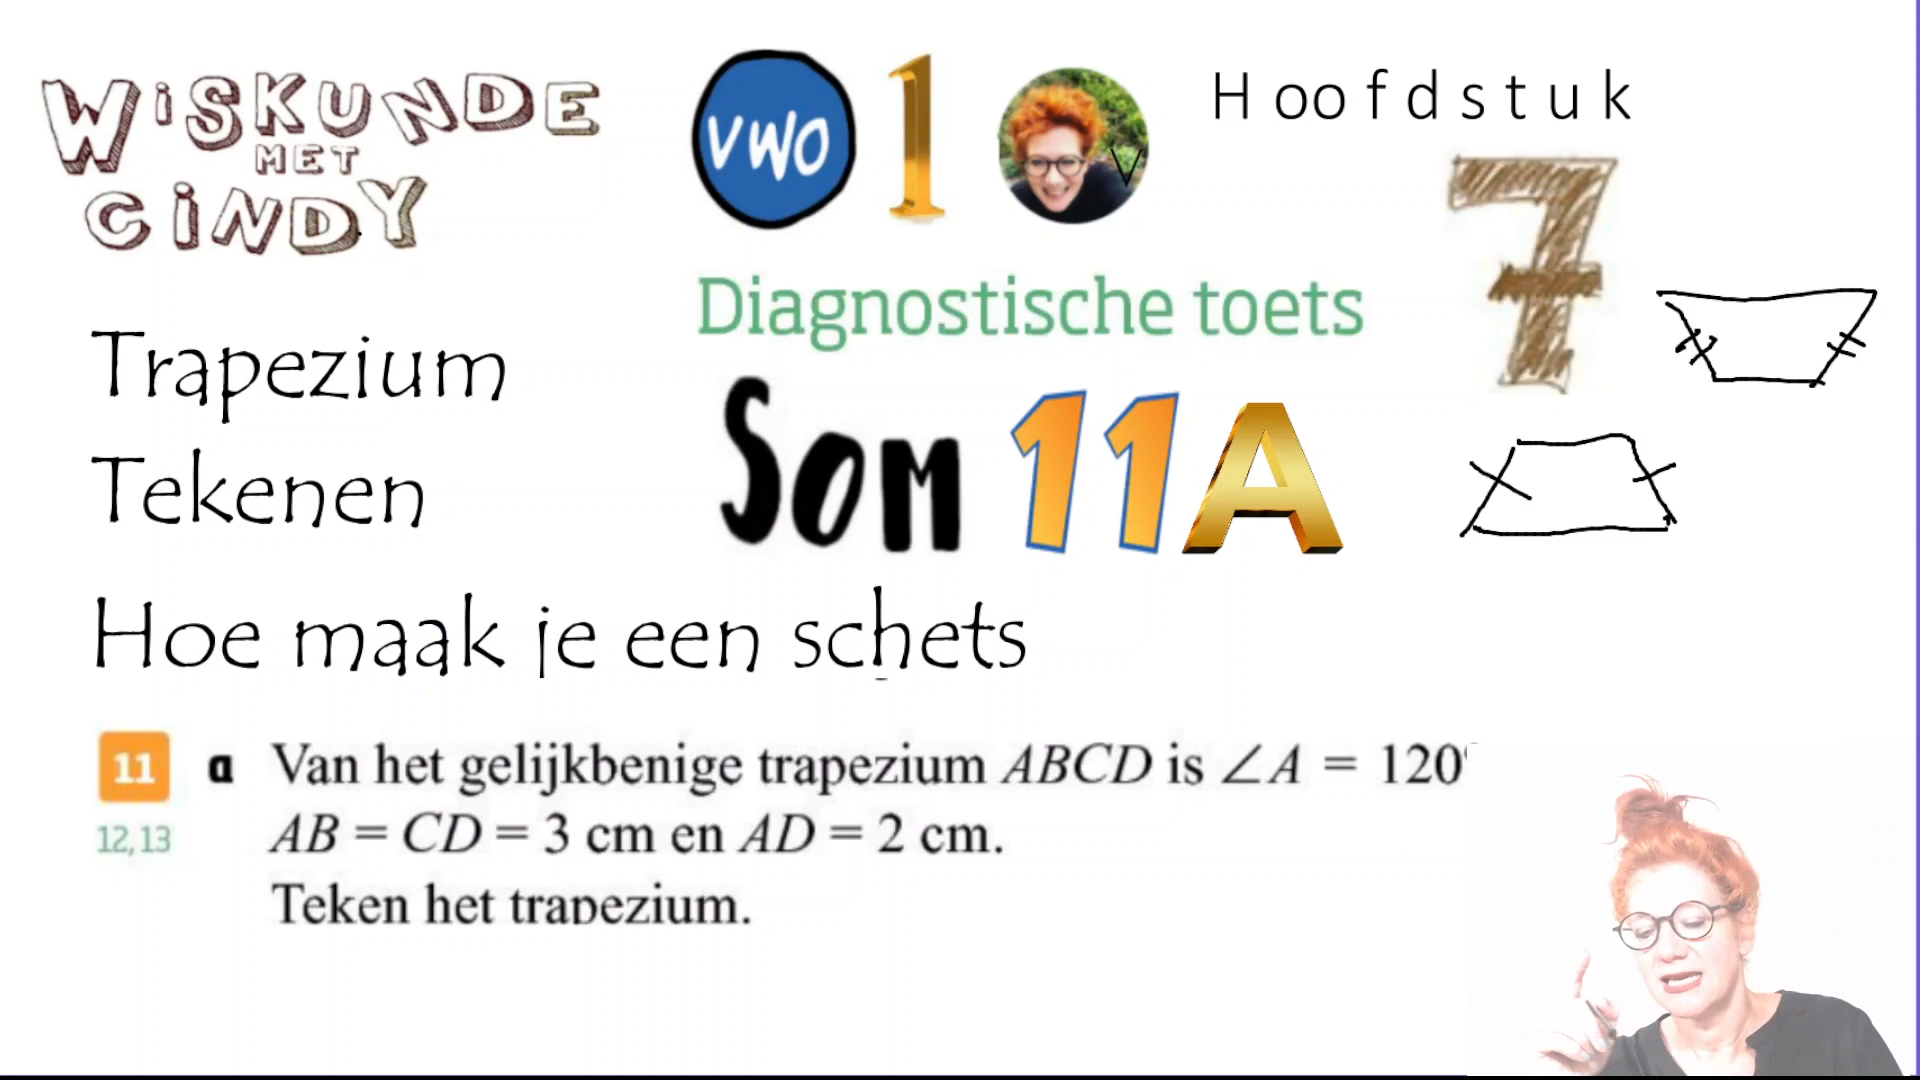 WiSKUNDE
MET
CiNDY
VWO
1
V
Hoofdstuk
7
Diagnostische toets
Trapezium
Tekenen
Som 11A
Hoe maak je een schets
11 a Van het gelijkbenige trapezium ABCD is ∠A = 120°
12, 13 AB = CD = 3 cm en AD = 2 cm.
Teken het trapezium.